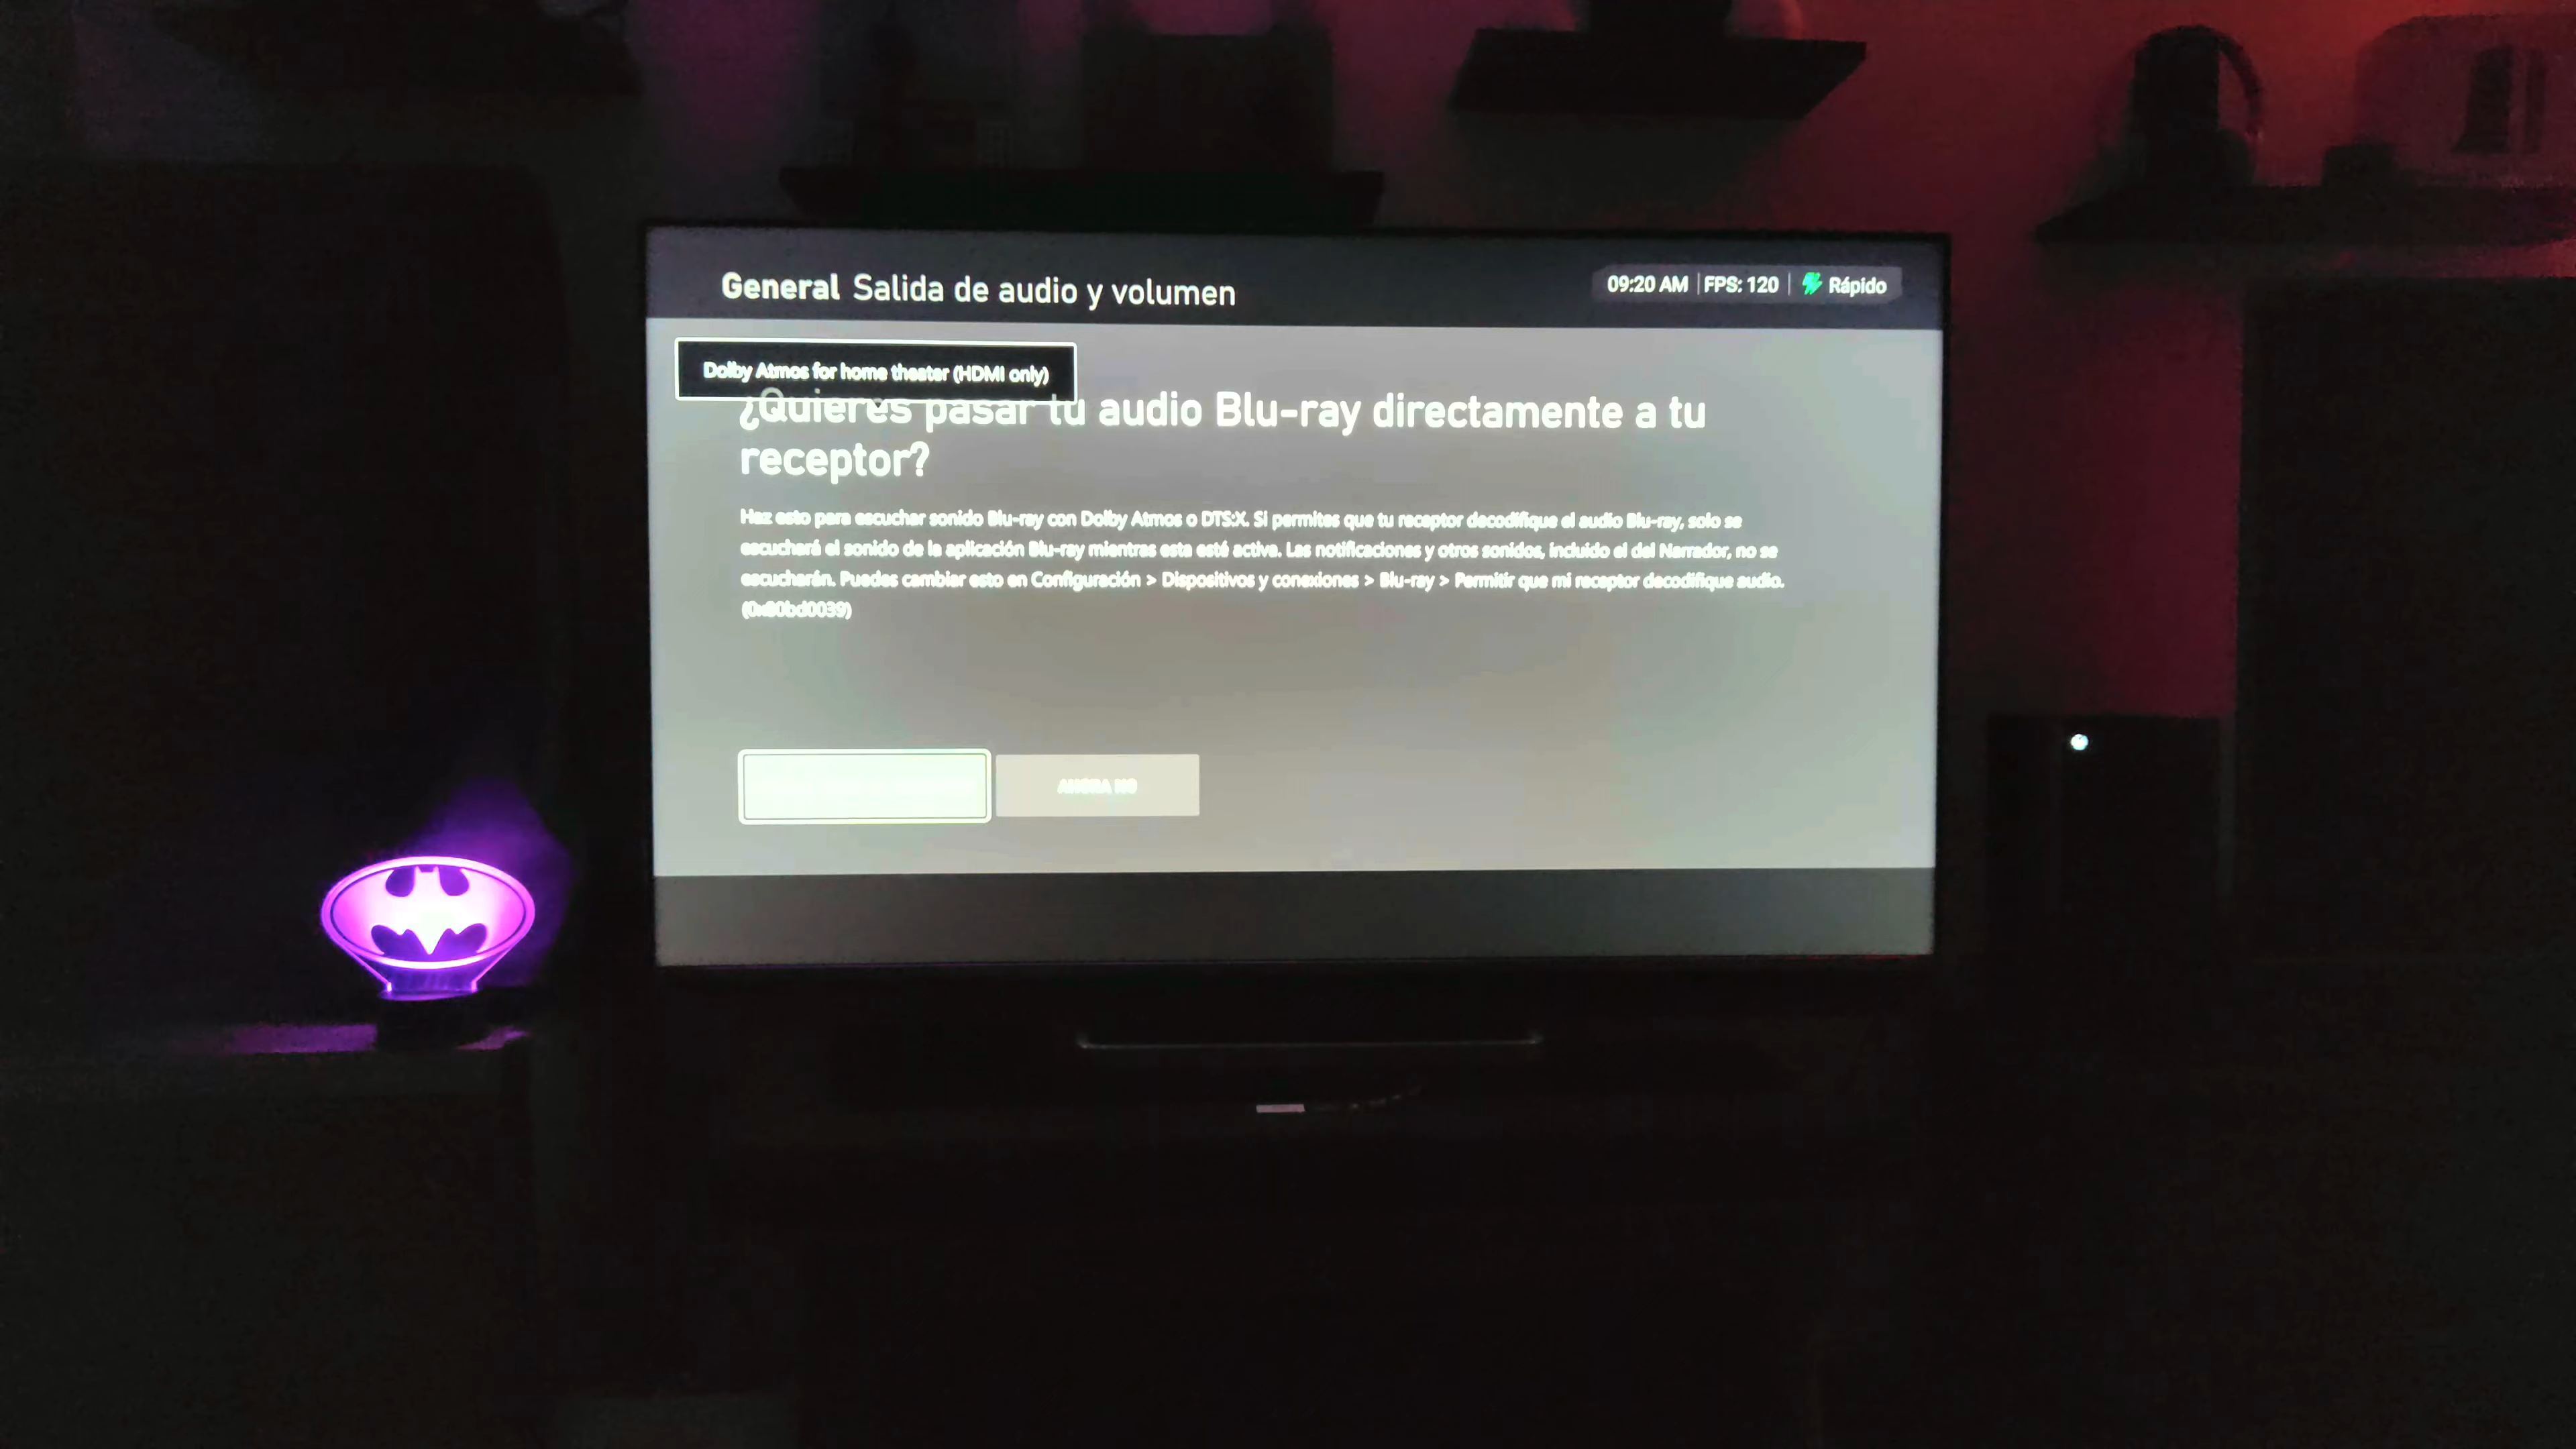 General Salida de audio y volumen
09:20 AM | FPS: 120 | Rápido
Dolby Atmos for home theater (HDMI only)
¿Quieres pasar tu audio Blu-ray directamente a tu
receptor?
Haz esto para escuchar sonido Blu-ray con Dolby Atmos o DTS:X. Si permites que tu receptor decodifique el audio Blu-ray, solo se
escuchará el sonido de la aplicación Blu-ray mientras esta esté activa. Las notificaciones y otros sonidos, incluido el del Narrador, no se
escucharán. Puedes cambiar esto en Configuración > Dispositivos y conexiones > Blu-ray > Permitir que mi receptor decodifique audio.
(0x80bd0039)
AHORA NO